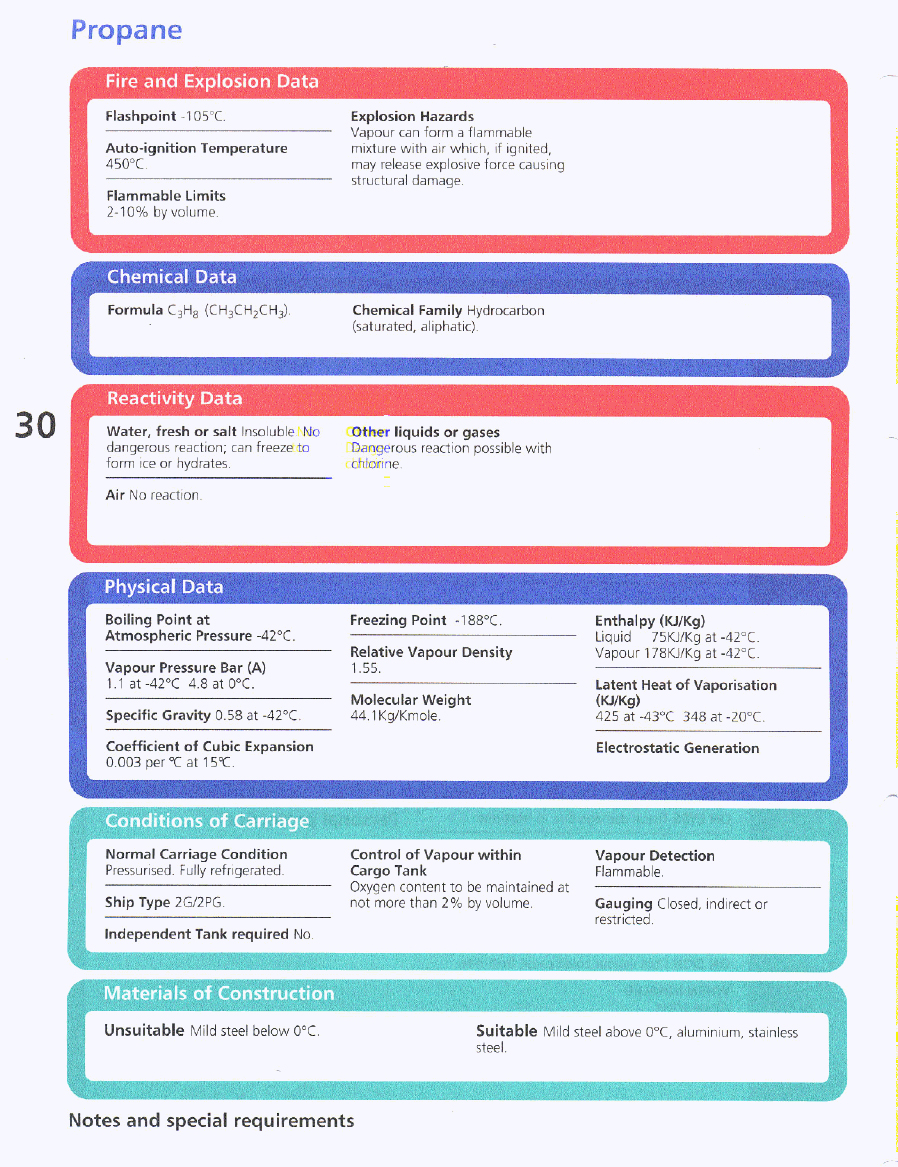 Propane
Fire and Explosion Data
Flashpoint -105°C.
Auto-ignition Temperature
450°C.
Flammable Limits
2-10% by volume.
Explosion Hazards
Vapour can form a flammable
mixture with air which, if ignited,
may release explosive force causing
structural damage.
Chemical Data
Formula C₃H₈ (CH₃CH₂CH₃).
Chemical Family Hydrocarbon
(saturated, aliphatic).
30
Reactivity Data
Water, fresh or salt Insoluble. No
dangerous reaction; can freeze to
form ice or hydrates.
Air No reaction.
Other liquids or gases
Dangerous reaction possible with
chlorine.
Physical Data
Boiling Point at
Atmospheric Pressure -42°C.
Vapour Pressure Bar (A)
1.1 at -42°C 4.8 at 0°C.
Specific Gravity 0.58 at -42°C.
Coefficient of Cubic Expansion
0.003 per °C at 15°C.
Freezing Point -188°C.
Relative Vapour Density
1.55.
Molecular Weight
44.1Kg/Kmole.
Enthalpy (KJ/Kg)
Liquid 75KJ/Kg at -42°C.
Vapour 178KJ/Kg at -42°C.
Latent Heat of Vaporisation
(KJ/Kg)
425 at -43°C 348 at -20°C.
Electrostatic Generation
Conditions of Carriage
Normal Carriage Condition
Pressurised. Fully refrigerated.
Ship Type 2G/2PG.
Independent Tank required No.
Control of Vapour within
Cargo Tank
Oxygen content to be maintained at
not more than 2% by volume.
Vapour Detection
Flammable.
Gauging Closed, indirect or
restricted.
Materials of Construction
Unsuitable Mild steel below 0°C.
Suitable Mild steel above 0°C, aluminium, stainless
steel.
Notes and special requirements